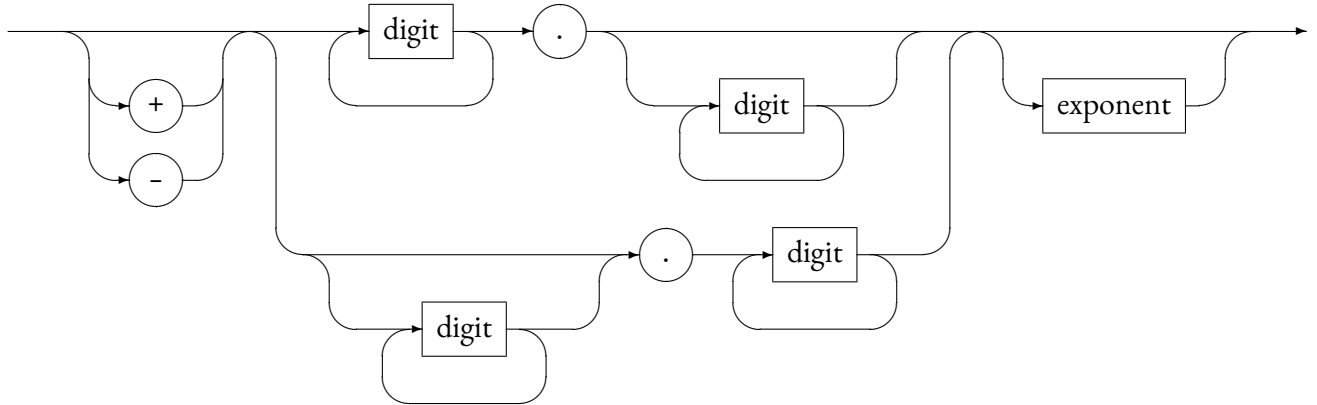 digit .
+ digit exponent
-
. digit
digit